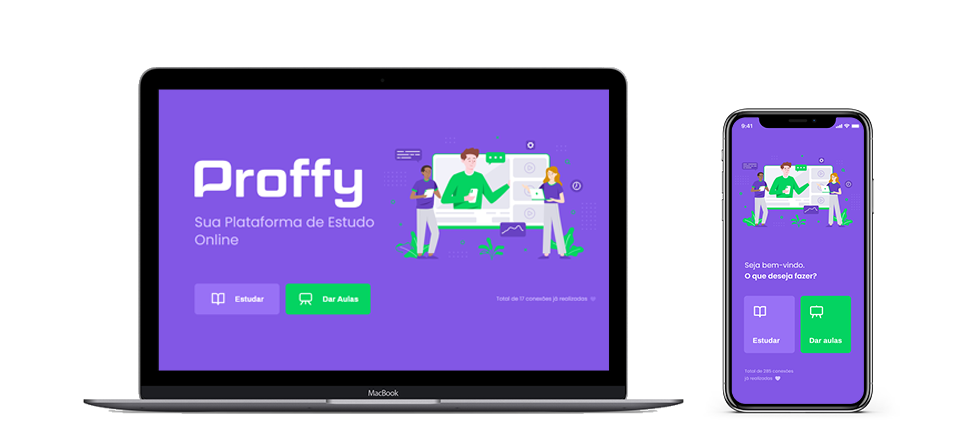 Proffy
Sua Plataforma de Estudo
Online
Estudar
Dar Aulas
Total de 17 conexões já realizadas
MacBook
9:41
Seja bem-vindo.
O que deseja fazer?
Estudar
Dar aulas
Total de 285 conexões
já realizadas